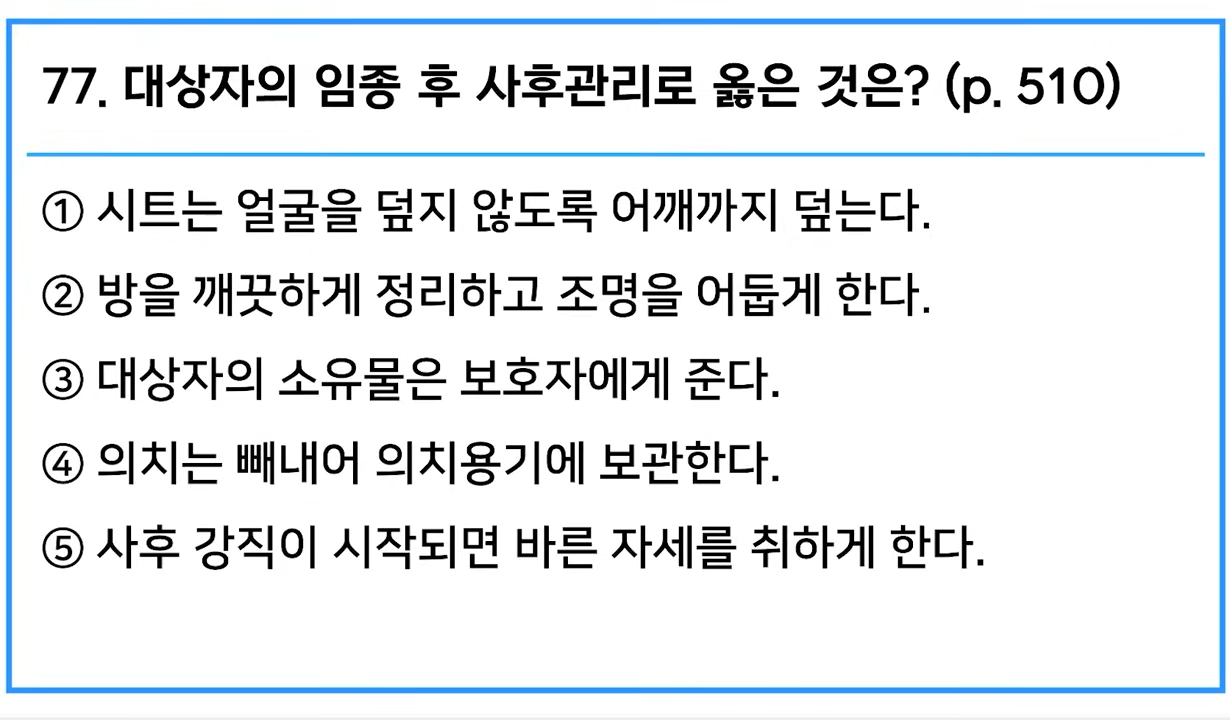 77. 대상자의 임종 후 사후관리로 옳은 것은? (p. 510)
① 시트는 얼굴을 덮지 않도록 어깨까지 덮는다.
② 방을 깨끗하게 정리하고 조명을 어둡게 한다.
③ 대상자의 소유물은 보호자에게 준다.
④ 의치는 빼내어 의치용기에 보관한다.
⑤ 사후 강직이 시작되면 바른 자세를 취하게 한다.